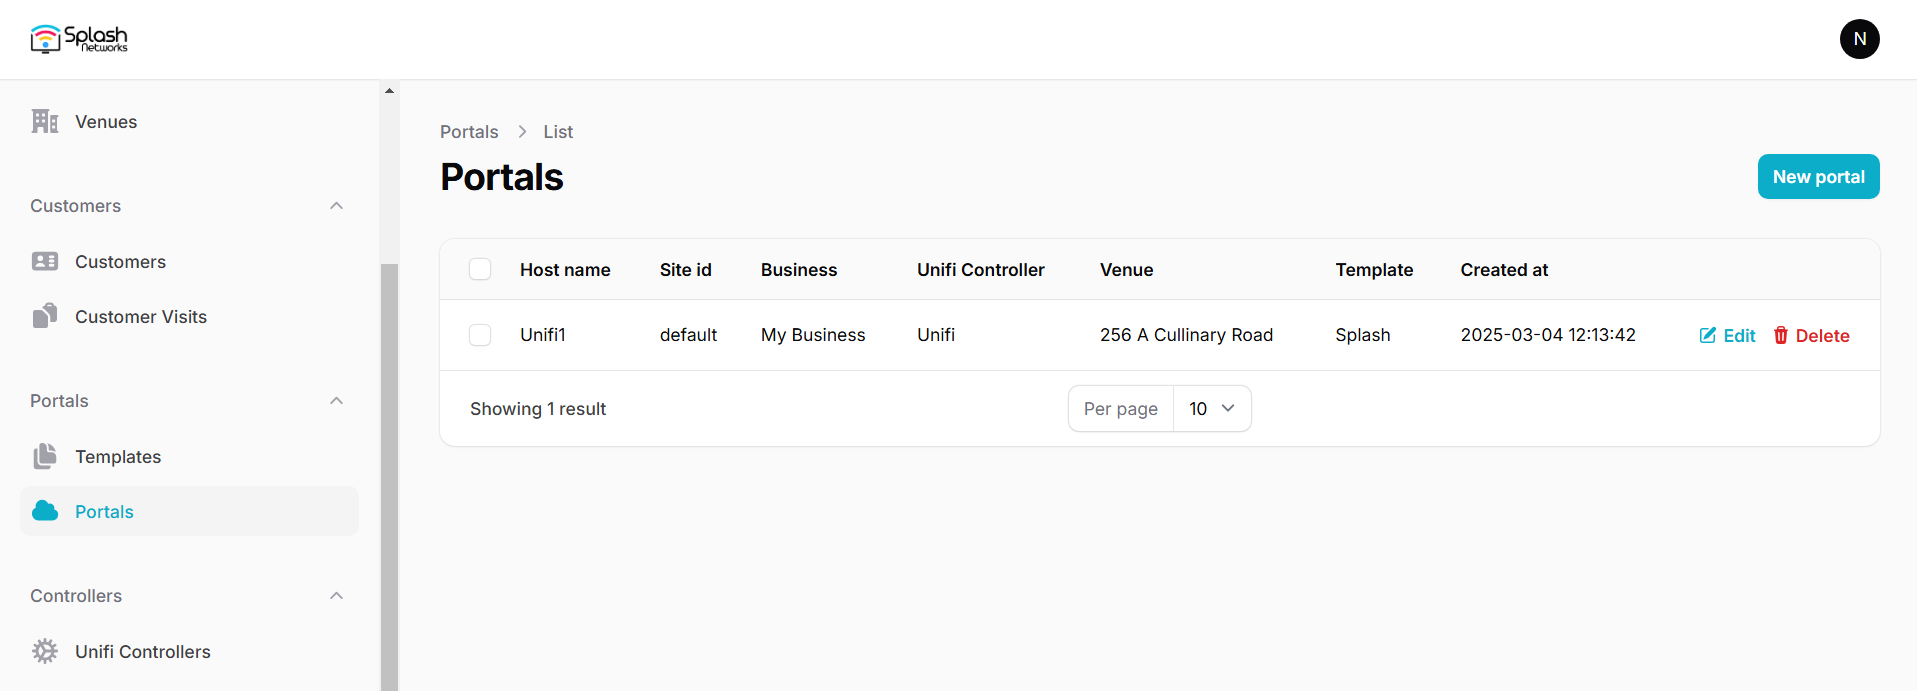 Splash
Networks
N
Venues
Customers
Customers
Customer Visits
Portals
Templates
Portals
Controllers
Unifi Controllers
Portals List
Portals
New portal
Host name Site id Business Unifi Controller Venue Template Created at
Unifi1 default My Business Unifi 256 A Cullinary Road Splash 2025-03-04 12:13:42 Edit Delete
Showing 1 result Per page 10